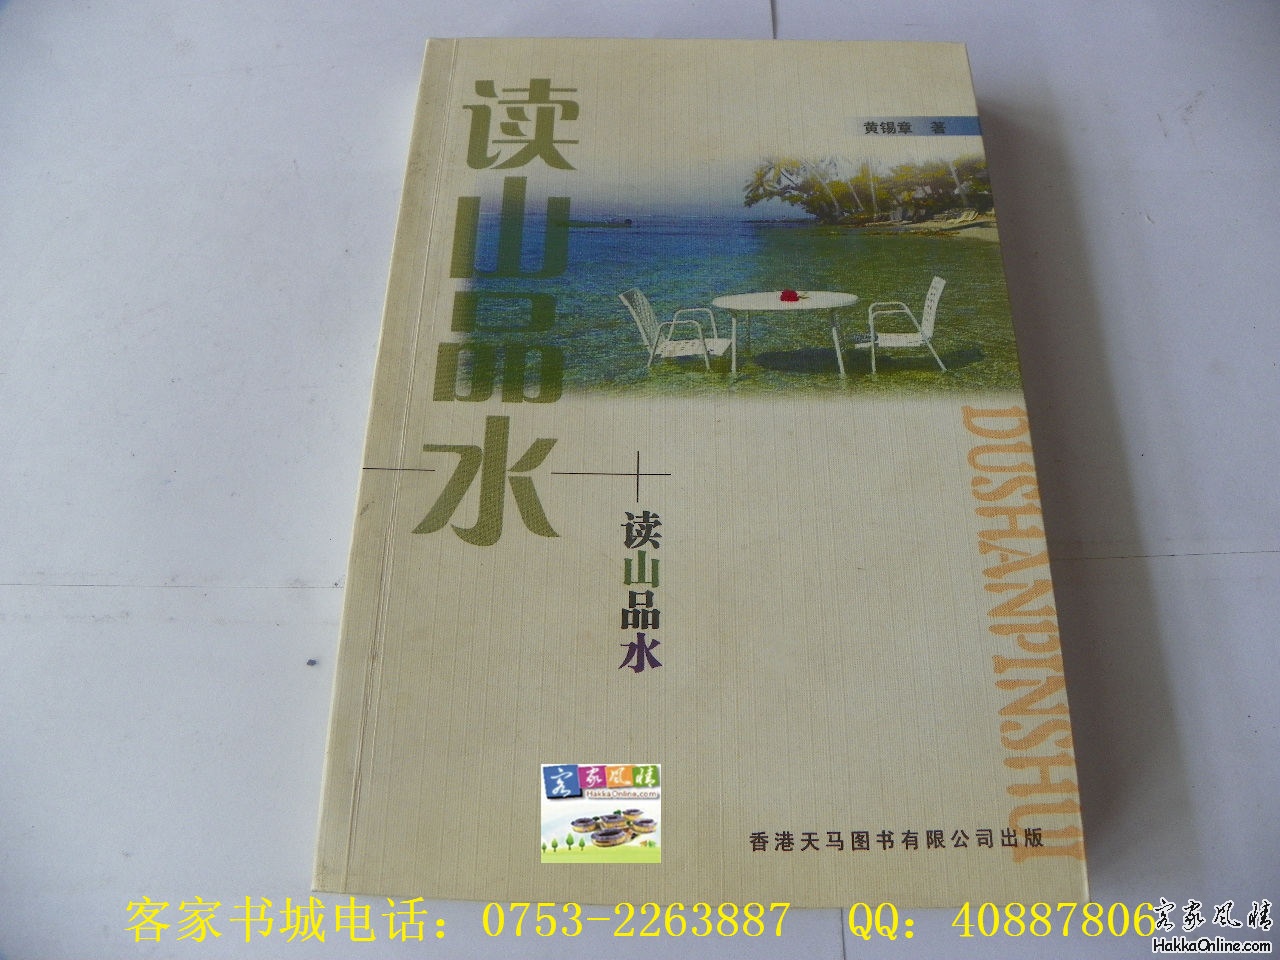 读山品水
黄锡章 著
读山品水
DUSHANPINSHUI
客家风情
HakkaOnline.com
香港天马图书有限公司出版
客家书城电话：0753-2263887 QQ：408878066
客家风情
HakkaOnline.com